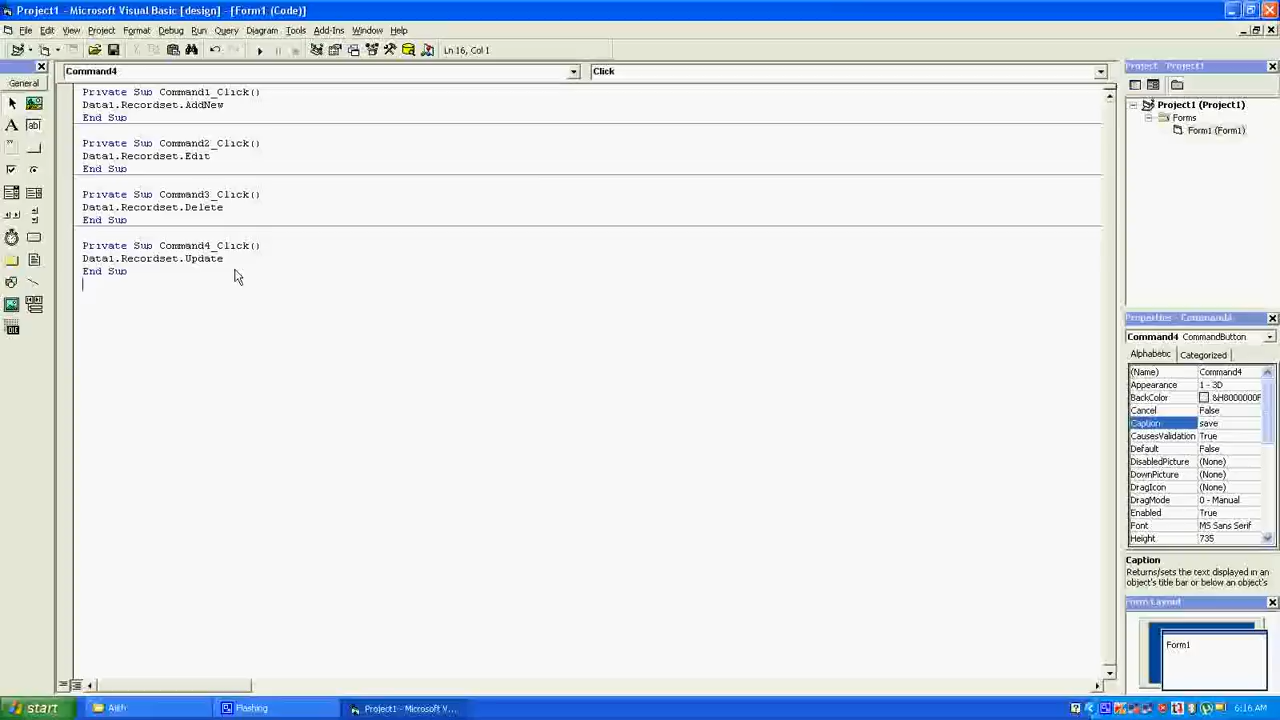 Project1 - Microsoft Visual Basic [design] - [Form1 (Code)]
File Edit View Project Format Debug Run Query Diagram Tools Add-Ins Window Help
Ln 16, Col 1
General
Command4
Click
Private Sub Command1_Click()
Data1.Recordset.AddNew
End Sub
Private Sub Command2_Click()
Data1.Recordset.Edit
End Sub
Private Sub Command3_Click()
Data1.Recordset.Delete
End Sub
Private Sub Command4_Click()
Data1.Recordset.Update
End Sub
Project - Project1
Project1 (Project1)
Forms
Form1 (Form1)
Properties - Command4
Command4 CommandButton
Alphabetic Categorized
(Name) Command4
Appearance 1 - 3D
BackColor &H8000000F
Cancel False
Caption save
CausesValidation True
Default False
DisabledPicture (None)
DownPicture (None)
DragIcon (None)
DragMode 0 - Manual
Enabled True
Font MS Sans Serif
Height 735
Caption
Returns/sets the text displayed in an
object's title bar or below an object's
Form Layout
Form1
start
Flashing
Project1 - Microsoft V...
6:16 AM